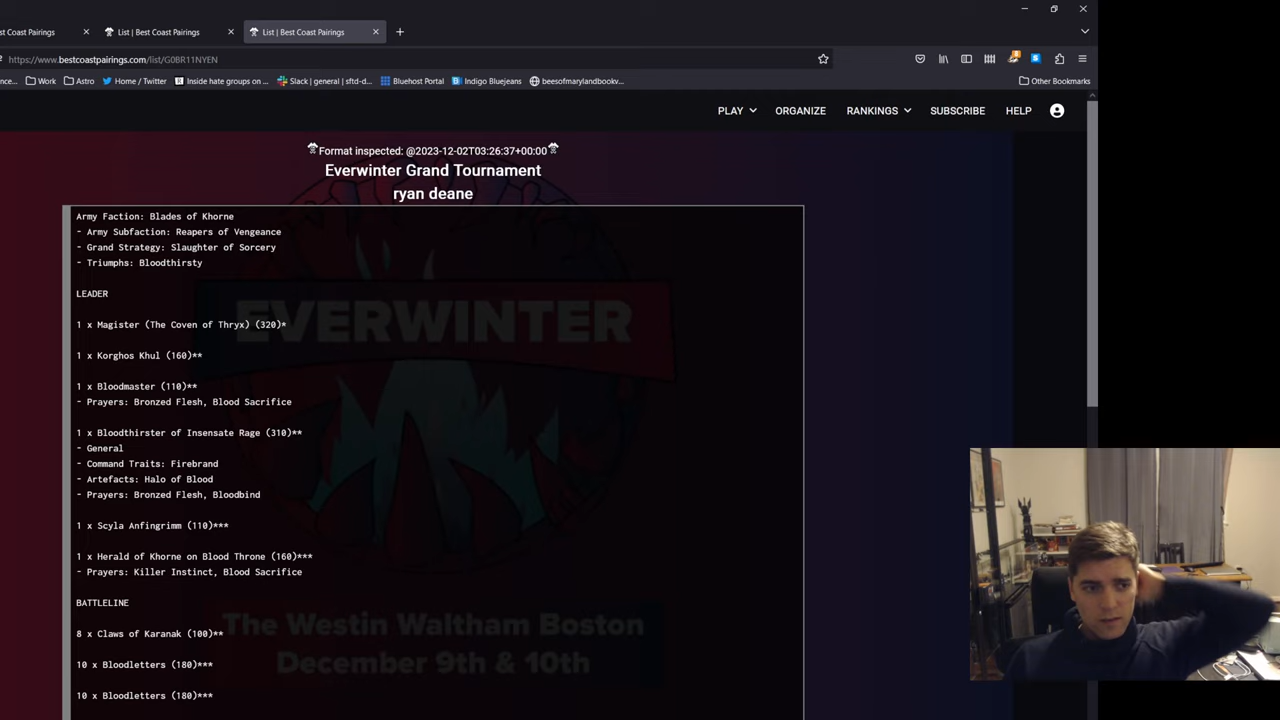 st Coast Pairings
List | Best Coast Pairings
List | Best Coast Pairings
https://www.bestcoastpairings.com/list/G0BR11NYEN
nce...
Work
Astro
Home / Twitter
Inside hate groups on ...
Slack | general | sftd-d...
Bluehost Portal
Indigo Bluejeans
beesofmarylandbookv...
Other Bookmarks
PLAY
ORGANIZE
RANKINGS
SUBSCRIBE
HELP
Format inspected: @2023-12-02T03:26:37+00:00
Everwinter Grand Tournament
ryan deane
Army Faction: Blades of Khorne
- Army Subfaction: Reapers of Vengeance
- Grand Strategy: Slaughter of Sorcery
- Triumphs: Bloodthirsty
LEADER
1 x Magister (The Coven of Thryx) (320)*
1 x Korghos Khul (160)**
1 x Bloodmaster (110)**
- Prayers: Bronzed Flesh, Blood Sacrifice
1 x Bloodthirster of Insensate Rage (310)**
- General
- Command Traits: Firebrand
- Artefacts: Halo of Blood
- Prayers: Bronzed Flesh, Bloodbind
1 x Scyla Anfingrimm (110)***
1 x Herald of Khorne on Blood Throne (160)***
- Prayers: Killer Instinct, Blood Sacrifice
BATTLELINE
8 x Claws of Karanak (100)**
10 x Bloodletters (180)***
10 x Bloodletters (180)***
EVERWINTER
The Westin Waltham Boston
December 9th & 10th